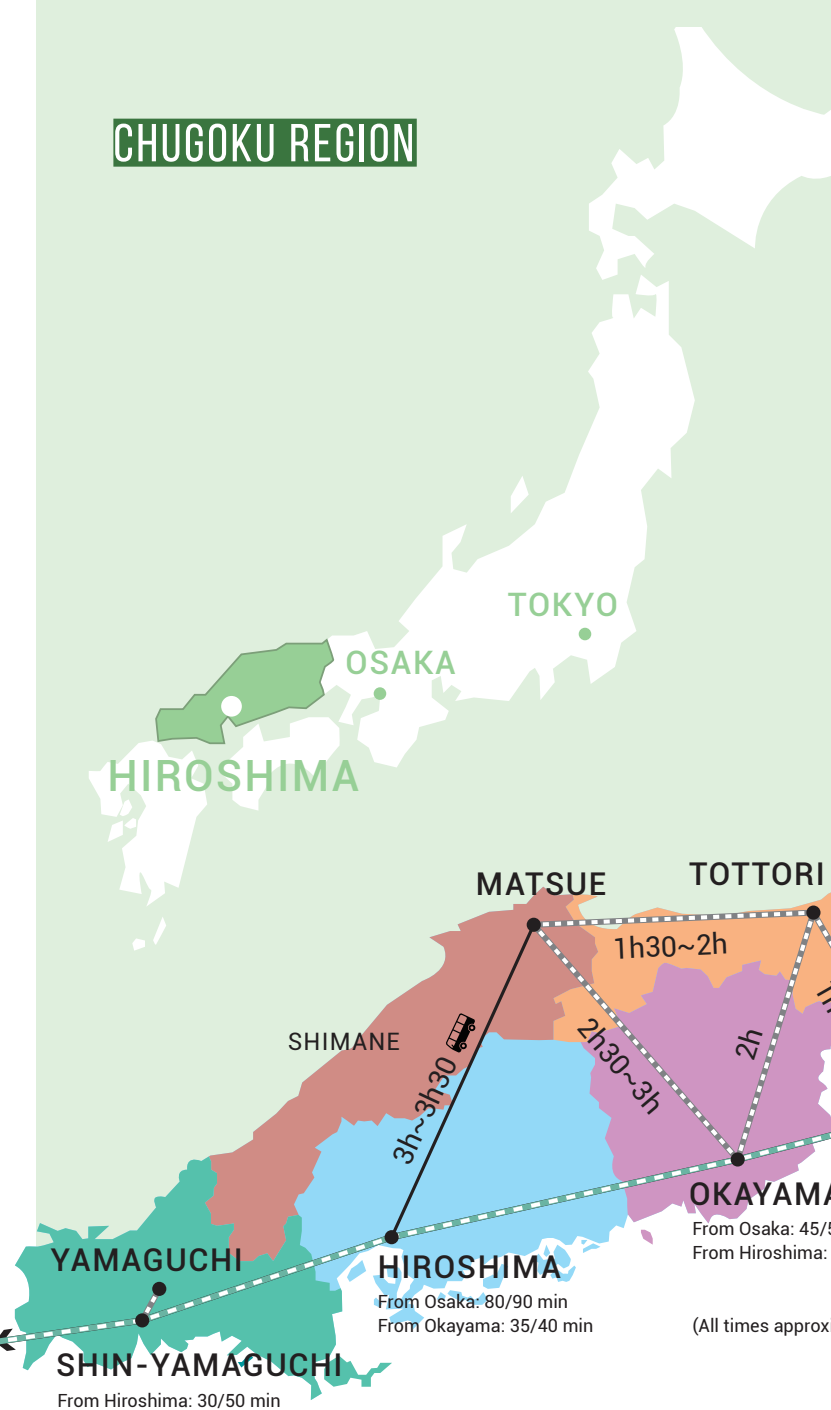 CHUGOKU REGION
TOKYO
OSAKA
HIROSHIMA
MATSUE
TOTTORI
1h30~2h
SHIMANE
2h30~3h
2h
3h~3h30
OKAYAMA
From Osaka: 45/5
From Hiroshima:
YAMAGUCHI
HIROSHIMA
From Osaka: 80/90 min
From Okayama: 35/40 min
(All times approxi
SHIN-YAMAGUCHI
From Hiroshima: 30/50 min